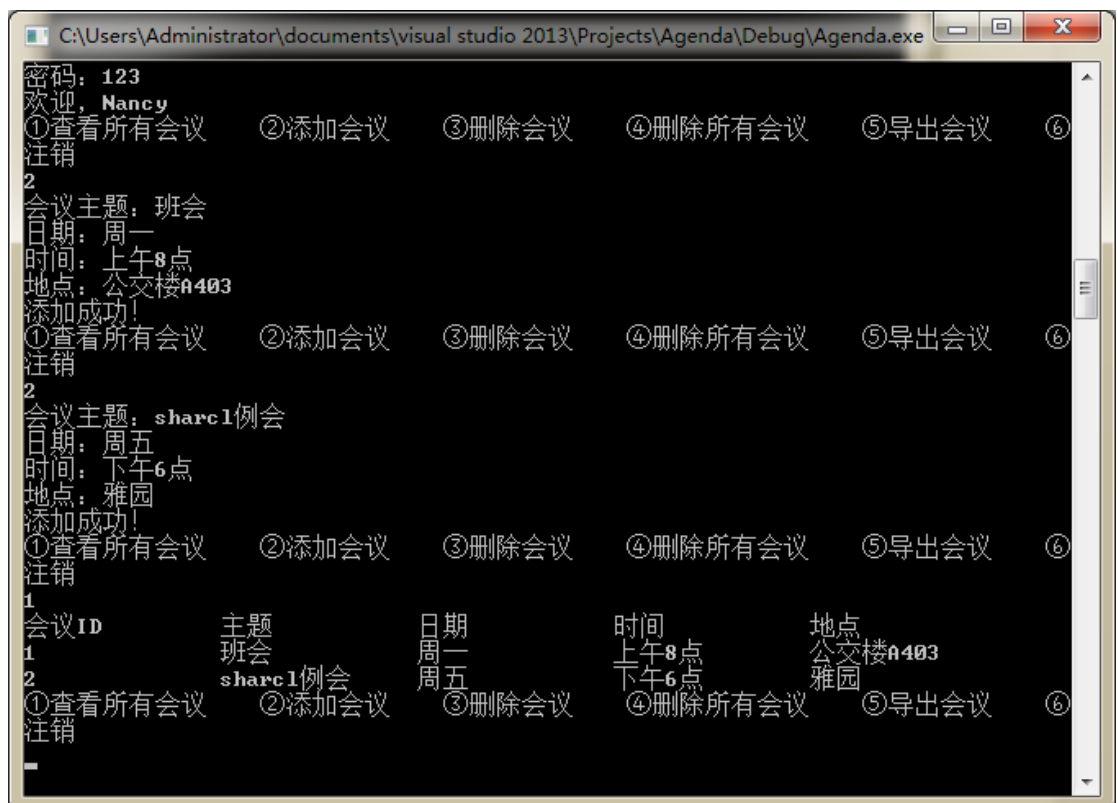 C:\Users\Administrator\documents\visual studio 2013\Projects\Agenda\Debug\Agenda.exe
密码：123
欢迎，Nancy
①查看所有会议 ②添加会议 ③删除会议 ④删除所有会议 ⑤导出会议 ⑥
注销
2
会议主题：班会
日期：周一
时间：上午8点
地点：公交楼A403
添加成功！
①查看所有会议 ②添加会议 ③删除会议 ④删除所有会议 ⑤导出会议 ⑥
注销
2
会议主题：sharcl例会
日期：周五
时间：下午6点
地点：雅园
添加成功！
①查看所有会议 ②添加会议 ③删除会议 ④删除所有会议 ⑤导出会议 ⑥
注销
1
会议ID 主题 日期 时间 地点
1 班会 周一 上午8点 公交楼A403
2 sharcl例会 周五 下午6点 雅园
①查看所有会议 ②添加会议 ③删除会议 ④删除所有会议 ⑤导出会议 ⑥
注销